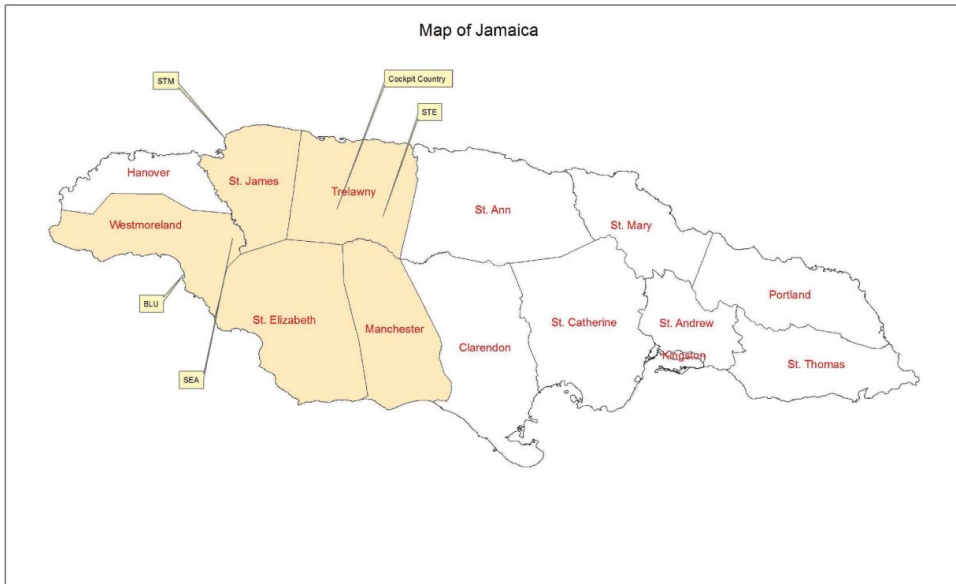 Map of Jamaica
STM
Cockpit Country
STE
Hanover
St. James
Trelawny
St. Ann
St. Mary
Westmoreland
Portland
BLU
St. Elizabeth
Manchester
St. Catherine
St. Andrew
Clarendon
Kingston
St. Thomas
SEA